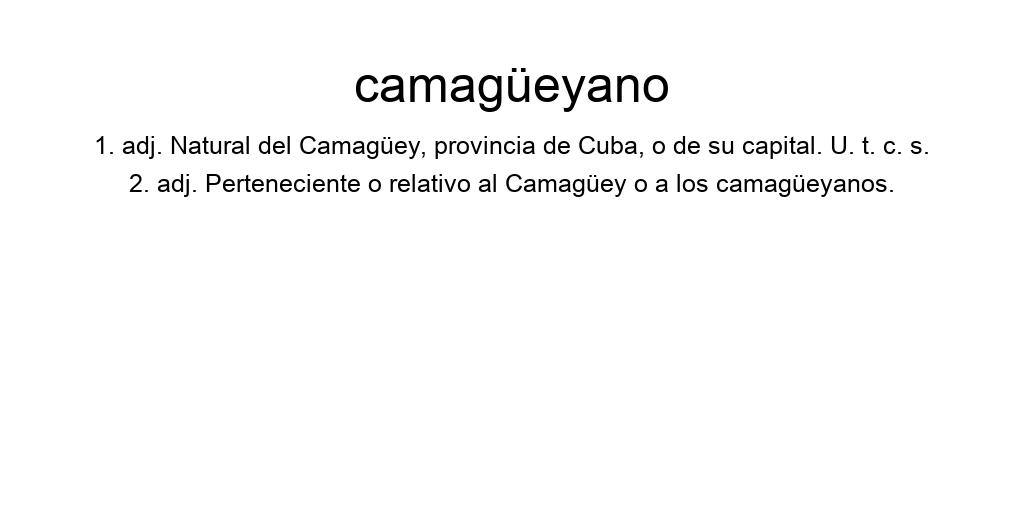 camagüeyano
1. adj. Natural del Camagüey, provincia de Cuba, o de su capital. U. t. c. s.
2. adj. Perteneciente o relativo al Camagüey o a los camagüeyanos.